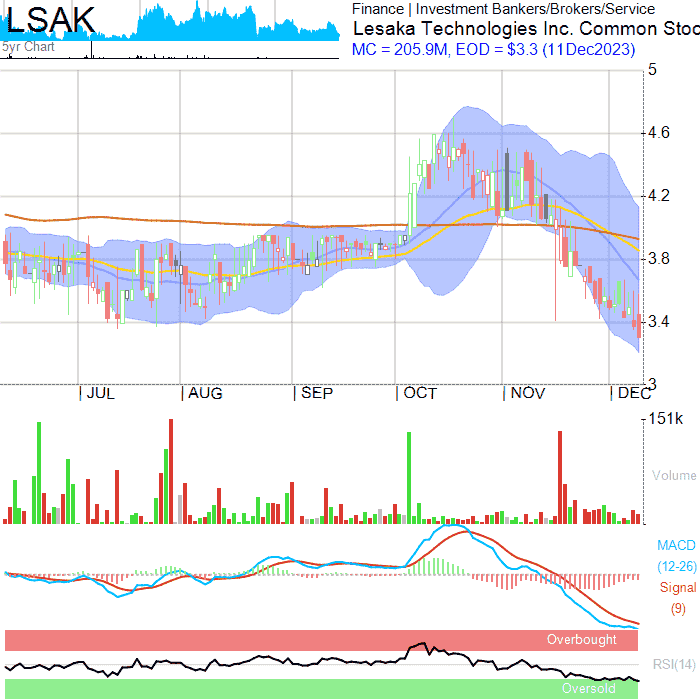 LSAK
Finance | Investment Bankers/Brokers/Service
Lesaka Technologies Inc. Common Stoc
MC = 205.9M, EOD = $3.3 (11Dec2023)
5yr Chart
5
4.6
4.2
3.8
3.4
3
| JUL | AUG | SEP | OCT | NOV | DEC
151k
Volume
MACD
(12-26)
Signal
(9)
Overbought
RSI(14)
Oversold